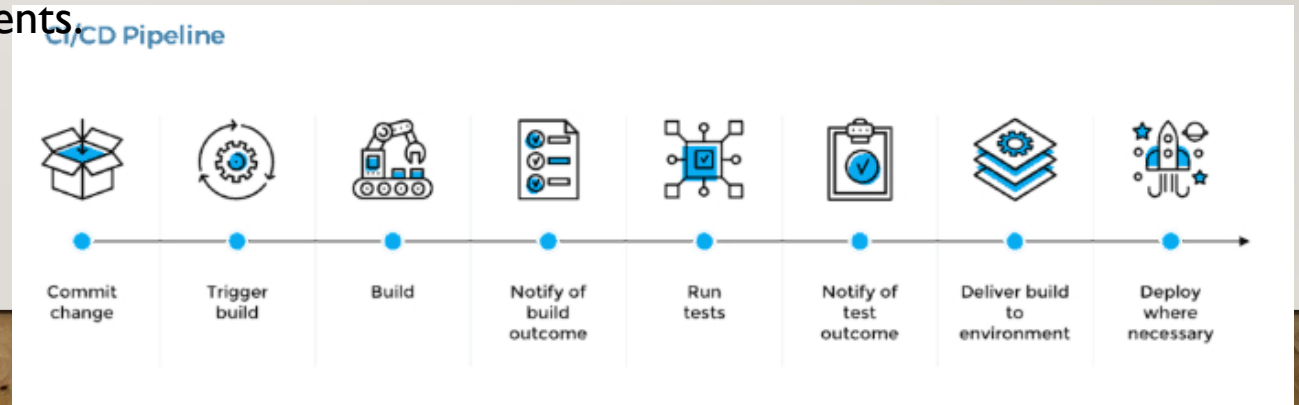 ents.
CI/CD Pipeline
Commit
change
Trigger
build
Build
Notify of
build
outcome
Run
tests
Notify of
test
outcome
Deliver build
to
environment
Deploy
where
necessary